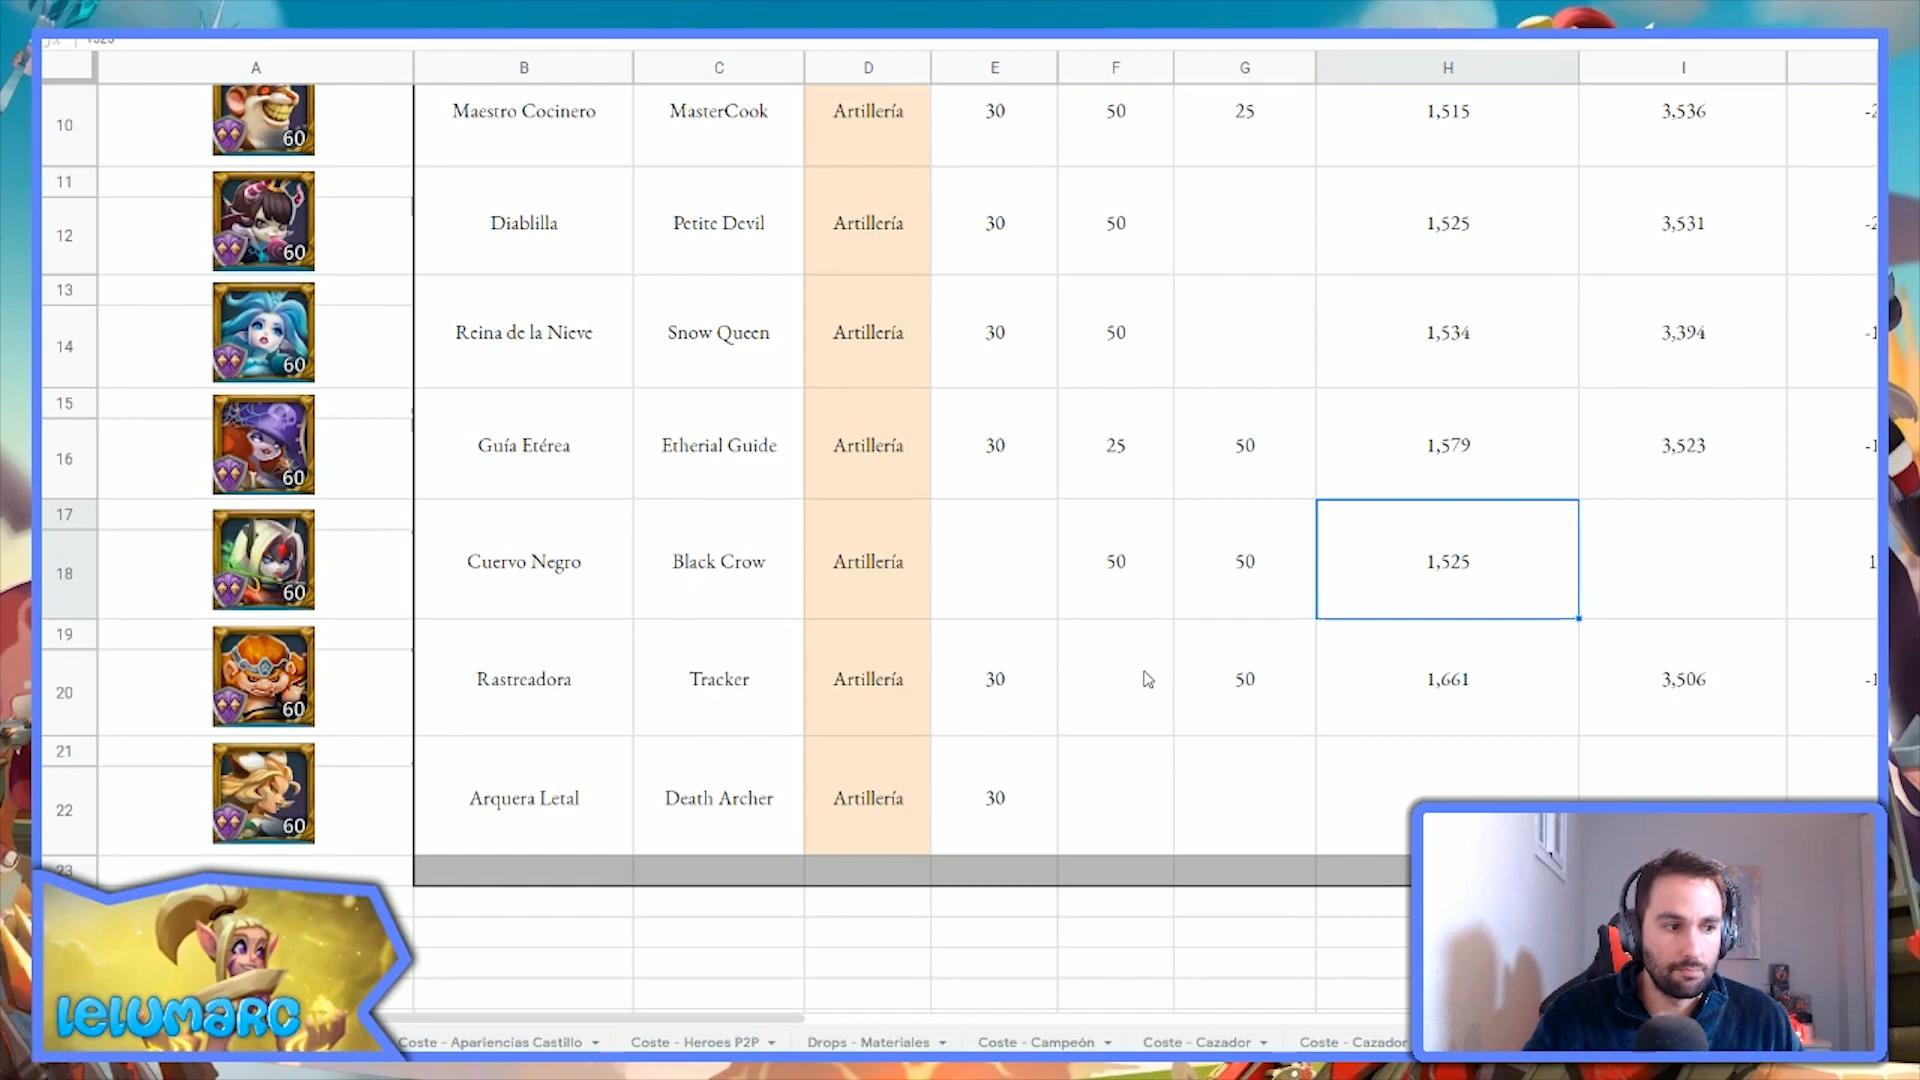 A B C D E F G H I
10 60 Maestro Cocinero MasterCook Artillería 30 50 25 1,515 3,536
11
12 60 Diablilla Petite Devil Artillería 30 50 1,525 3,531
13
14 60 Reina de la Nieve Snow Queen Artillería 30 50 1,534 3,394
15
16 60 Guía Etérea Etherial Guide Artillería 30 25 50 1,579 3,523
17
18 60 Cuervo Negro Black Crow Artillería 50 50 1,525 1
19
20 60 Rastreadora Tracker Artillería 30 50 1,661 3,506
21
22 60 Arquera Letal Death Archer Artillería 30
23
LELUMARC
Coste - Apariencias Castillo Coste - Heroes P2P Drops - Materiales Coste - Campeón Coste - Cazador Coste - Cazador